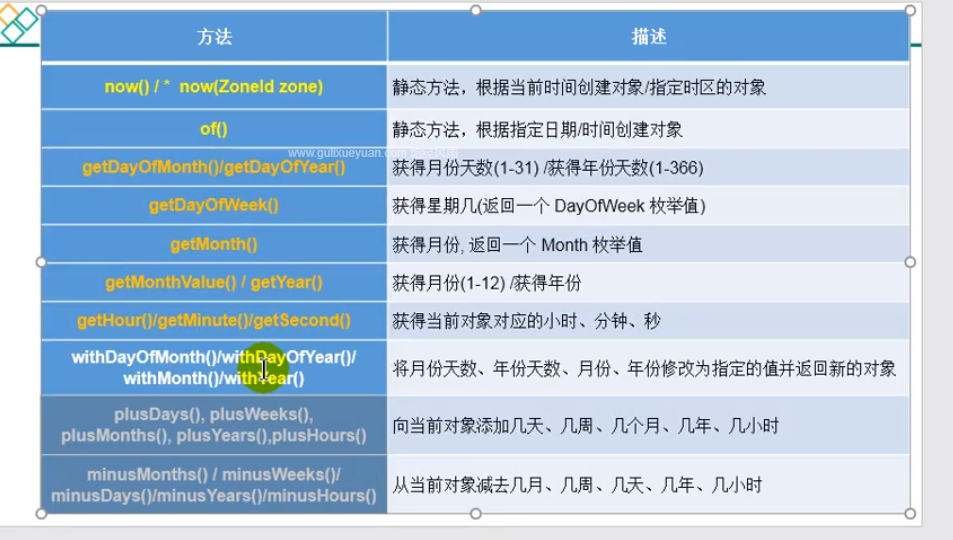 方法
描述
now() / * now(ZoneId zone)
静态方法，根据当前时间创建对象/指定时区的对象
of()
静态方法，根据指定日期/时间创建对象
www.gulixueyuan.com
getDayOfMonth()/getDayOfYear()
获得月份天数(1-31) /获得年份天数(1-366)
getDayOfWeek()
获得星期几(返回一个 DayOfWeek 枚举值)
getMonth()
获得月份, 返回一个 Month 枚举值
getMonthValue() / getYear()
获得月份(1-12) /获得年份
getHour()/getMinute()/getSecond()
获得当前对象对应的小时、分钟、秒
withDayOfMonth()/withDayOfYear()/
withMonth()/withYear()
将月份天数、年份天数、月份、年份修改为指定的值并返回新的对象
plusDays(), plusWeeks(),
plusMonths(), plusYears(),plusHours()
向当前对象添加几天、几周、几个月、几年、几小时
minusMonths() / minusWeeks()/
minusDays()/minusYears()/minusHours()
从当前对象减去几月、几周、几天、几年、几小时